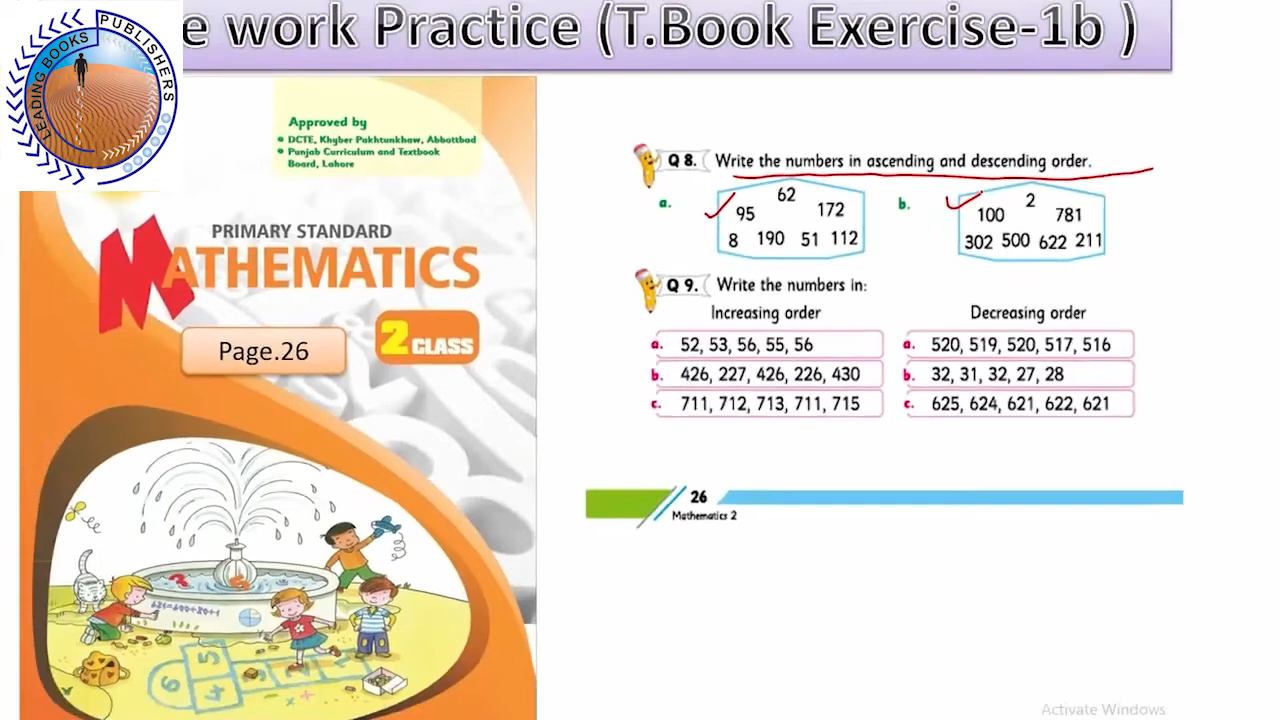 e work Practice (T.Book Exercise-1b )
LEADING BOOKS PUBLISHERS
Approved by
DCTE, Khyber Pakhtunkhaw, Abbottbad
Punjab Curriculum and Textbook
Board, Lahore
PRIMARY STANDARD
MATHEMATICS
2 CLASS
Page.26
6 5 4
Q 8. Write the numbers in ascending and descending order.
a. 62
95 172
8 190 51 112
b. 2
100 781
302 500 622 211
Q 9. Write the numbers in:
Increasing order
a. 52, 53, 56, 55, 56
b. 426, 227, 426, 226, 430
c. 711, 712, 713, 711, 715
Decreasing order
a. 520, 519, 520, 517, 516
b. 32, 31, 32, 27, 28
c. 625, 624, 621, 622, 621
26
Mathematics 2
Activate Windows